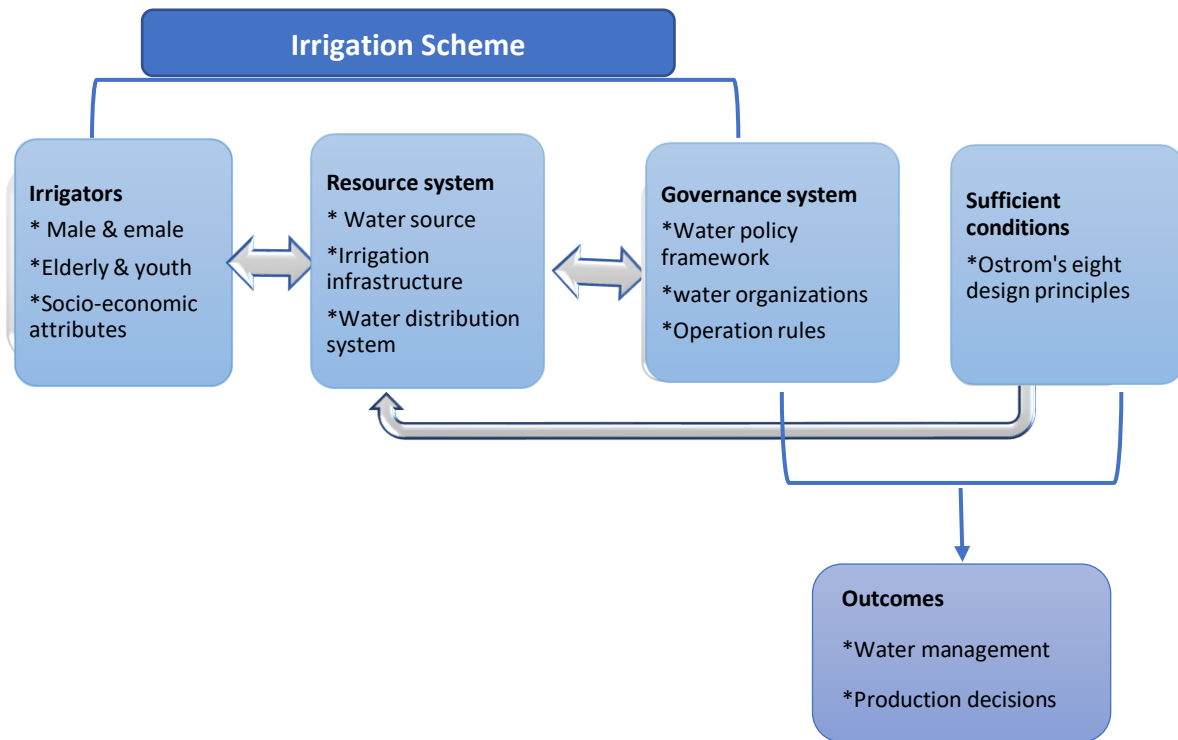 Irrigation Scheme
Irrigators
* Male & emale
*Elderly & youth
*Socio-economic
attributes
Resource system
* Water source
*Irrigation
infrastructure
*Water distribution
system
Governance system
*Water policy
framework
*water organizations
*Operation rules
Sufficient
conditions
*Ostrom's eight
design principles
Outcomes
*Water management
*Production decisions